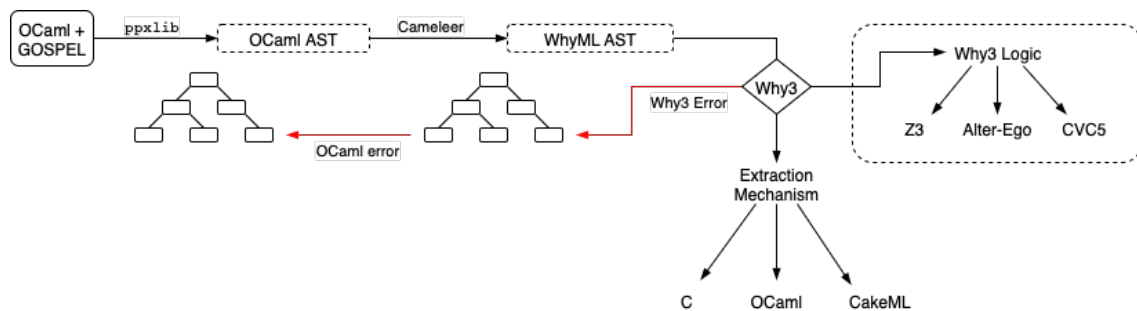 OCaml +
GOSPEL
ppxlib
OCaml AST
Cameleer
WhyML AST
Why3
Why3 Logic
Z3
Alter-Ego
CVC5
Why3 Error
OCaml error
Extraction
Mechanism
C
OCaml
CakeML